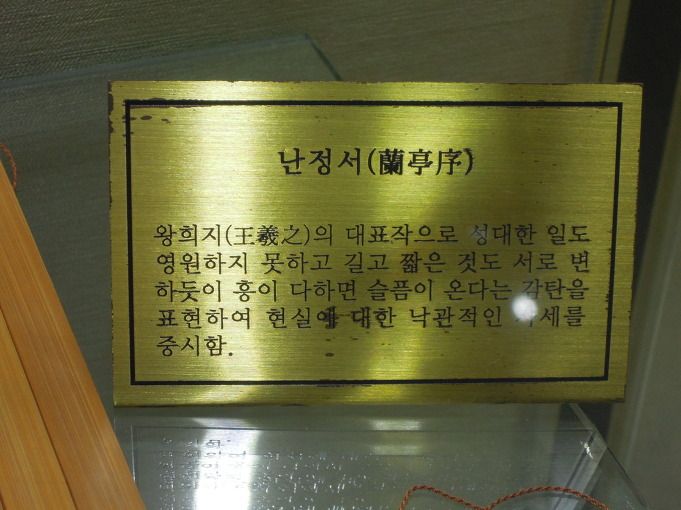 난정서(蘭亭序)
왕희지(王羲之)의 대표작으로 성대한 일도
영원하지 못하고 길고 짧은 것도 서로 변
하듯이 흥이 다하면 슬픔이 온다는 감탄을
표현하여 현실에 대한 낙관적인 자세를
중시함.